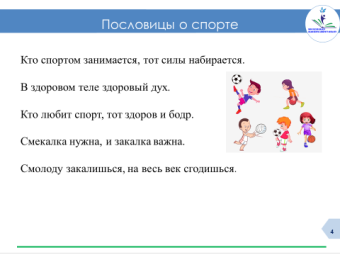 Пословицы о спорте
Кто спортом занимается, тот силы набирается.
В здоровом теле здоровый дух.
Кто любит спорт, тот здоров и бодр.
Смекалка нужна, и закалка важна.
Смолоду закалишься, на весь век сгодишься.
4